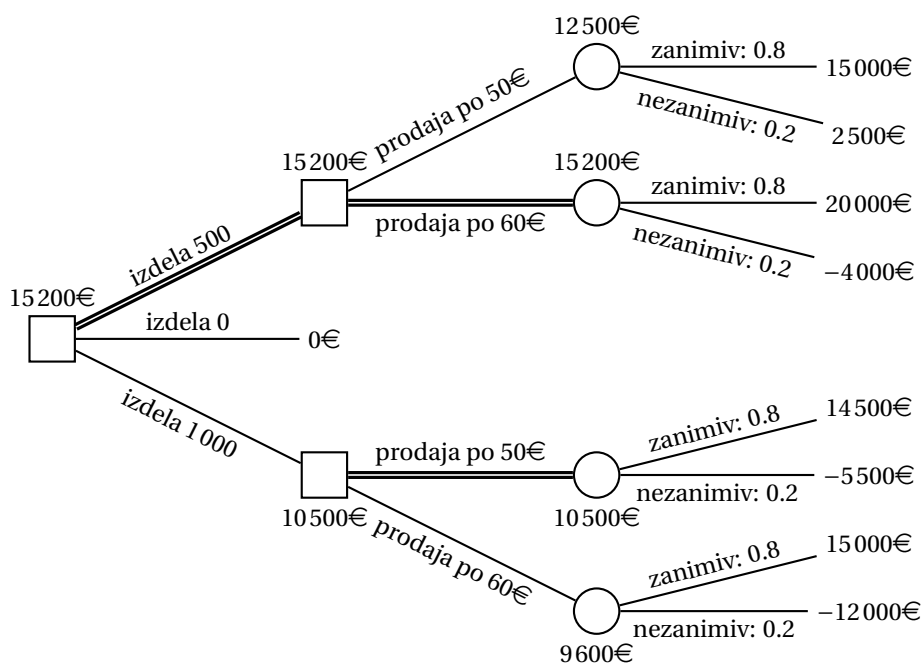 12 500€
zanimiv: 0.8
15 000€
prodaja po 50€
nezanimiv: 0.2
2 500€
15 200€
15 200€
zanimiv: 0.8
20 000€
prodaja po 60€
nezanimiv: 0.2
−4 000€
izdela 500
15 200€
izdela 0
0€
izdela 1 000
14 500€
zanimiv: 0.8
prodaja po 50€
−5 500€
nezanimiv: 0.2
10 500€
10 500€
prodaja po 60€
15 000€
zanimiv: 0.8
−12 000€
nezanimiv: 0.2
9 600€